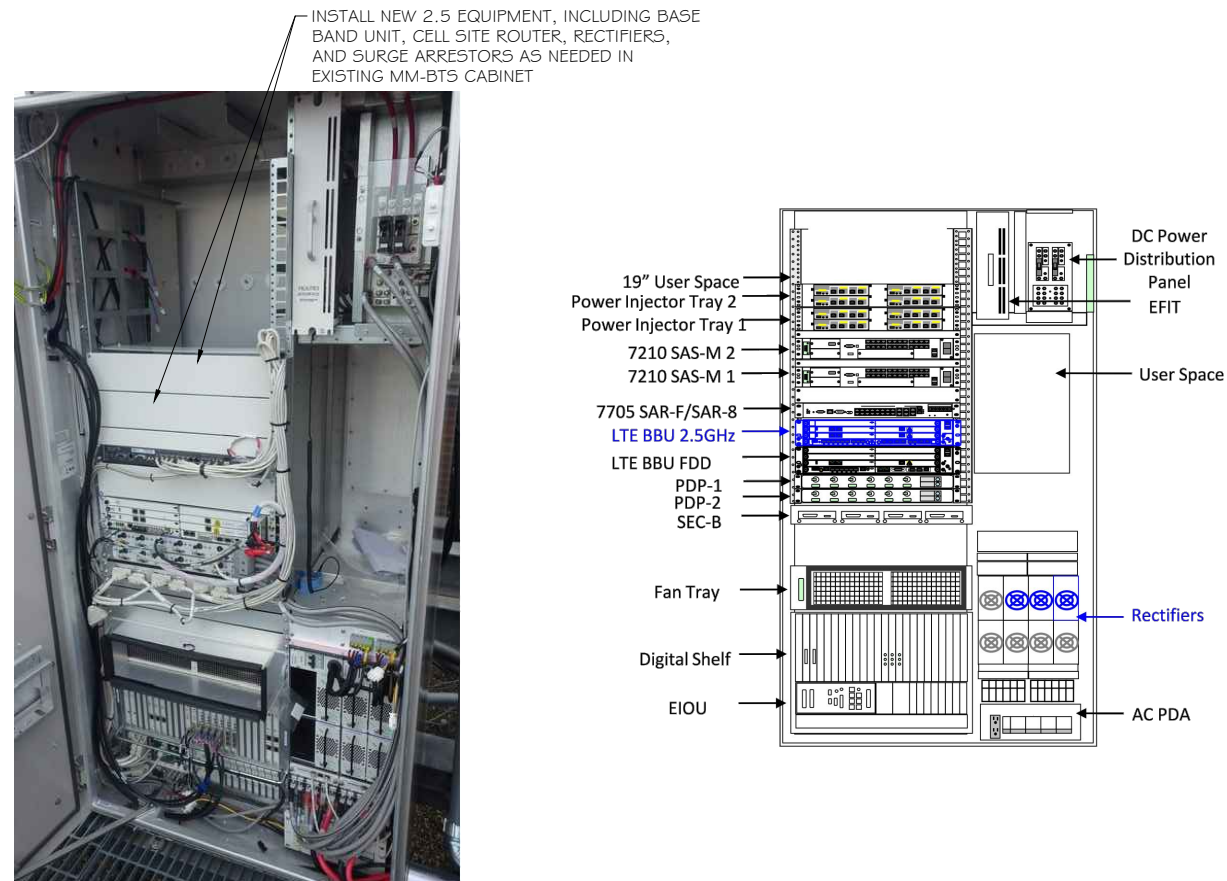 INSTALL NEW 2.5 EQUIPMENT, INCLUDING BASE
BAND UNIT, CELL SITE ROUTER, RECTIFIERS,
AND SURGE ARRESTORS AS NEEDED IN
EXISTING MM-BTS CABINET
19” User Space
Power Injector Tray 2
Power Injector Tray 1
7210 SAS-M 2
7210 SAS-M 1
7705 SAR-F/SAR-8
LTE BBU 2.5GHz
LTE BBU FDD
PDP-1
PDP-2
SEC-B
Fan Tray
Digital Shelf
EIOU
DC Power
Distribution
Panel
EFIT
User Space
Rectifiers
AC PDA